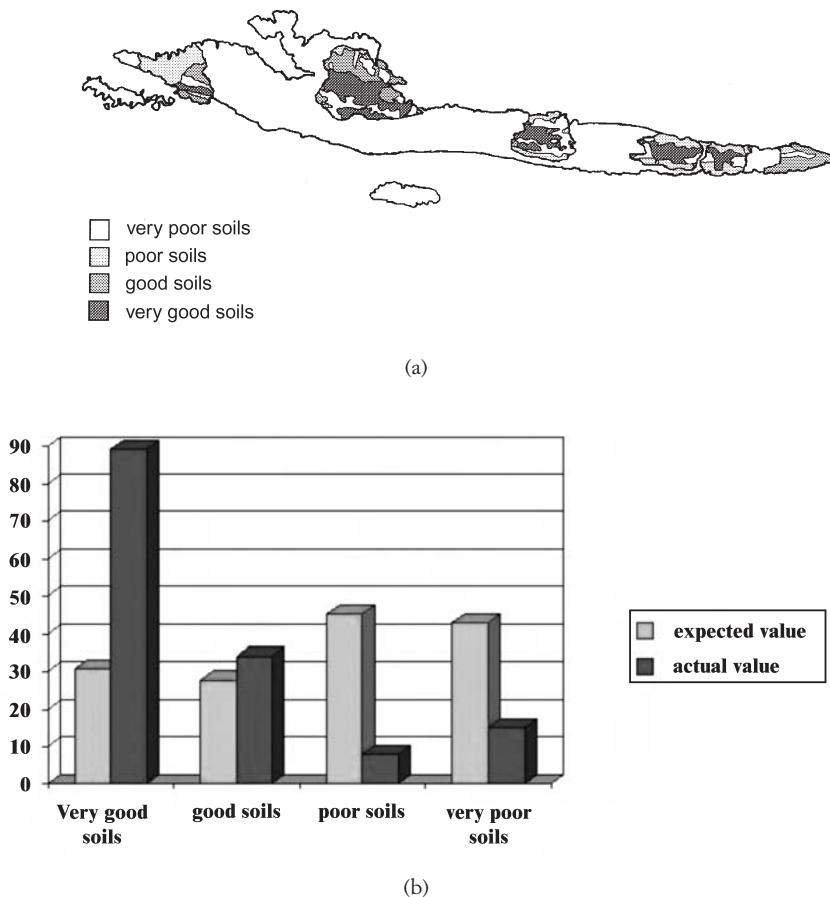 very poor soils
poor soils
good soils
very good soils
(a)
90
80
70
60
50
40
30
20
10
0
Very good
soils
good soils
poor soils
very poor
soils
expected value
actual value
(b)